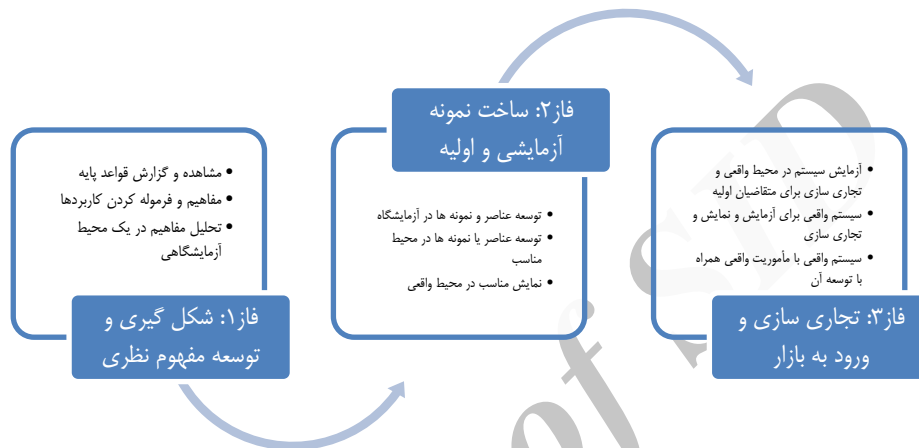 • مشاهده و گزارش قواعد پایه
• مفاهیم و فرموله کردن کاربردها
• تحلیل مفاهیم در یک محیط
آزمایشگاهی
فاز۱: شکل گیری و
توسعه مفهوم نظری
فاز۲: ساخت نمونه
آزمایشی و اولیه
• توسعه عناصر و نمونه ها در آزمایشگاه
• توسعه عناصر یا نمونه ها در محیط
مناسب
• نمایش مناسب در محیط واقعی
• آزمایش سیستم در محیط واقعی و
تجاری سازی برای متقاضیان اولیه
• سیستم واقعی برای آزمایش و نمایش و
تجاری سازی
• سیستم واقعی با مأموریت واقعی همراه
با توسعه آن
فاز۳: تجاری سازی و
ورود به بازار
of SID